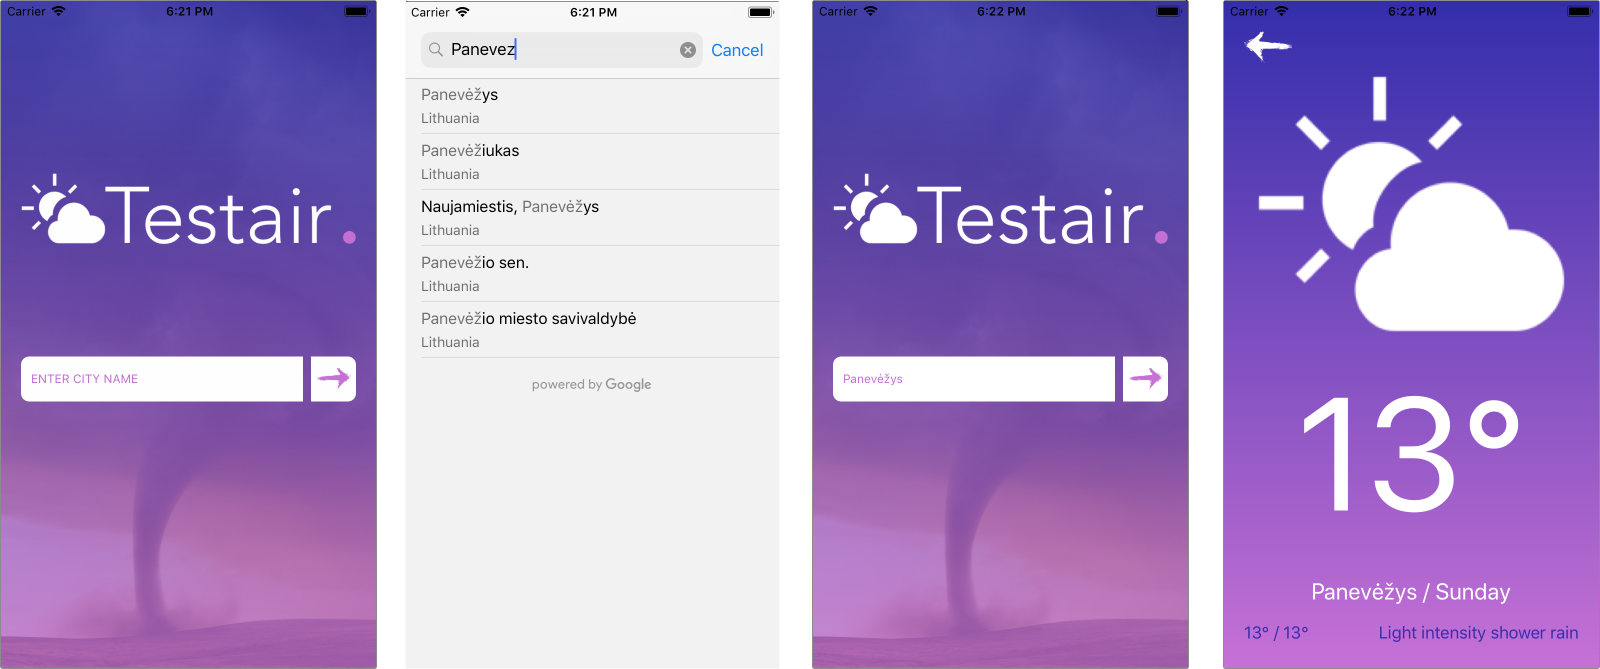 Carrier 6:21 PM
Testair.
ENTER CITY NAME
Carrier 6:21 PM
Panevez Cancel
Panevėžys
Lithuania
Panevėžiukas
Lithuania
Naujamiestis, Panevėžys
Lithuania
Panevėžio sen.
Lithuania
Panevėžio miesto savivaldybė
Lithuania
powered by Google
Carrier 6:22 PM
Testair.
Panevėžys
Carrier 6:22 PM
13°
Panevėžys / Sunday
13° / 13° Light intensity shower rain